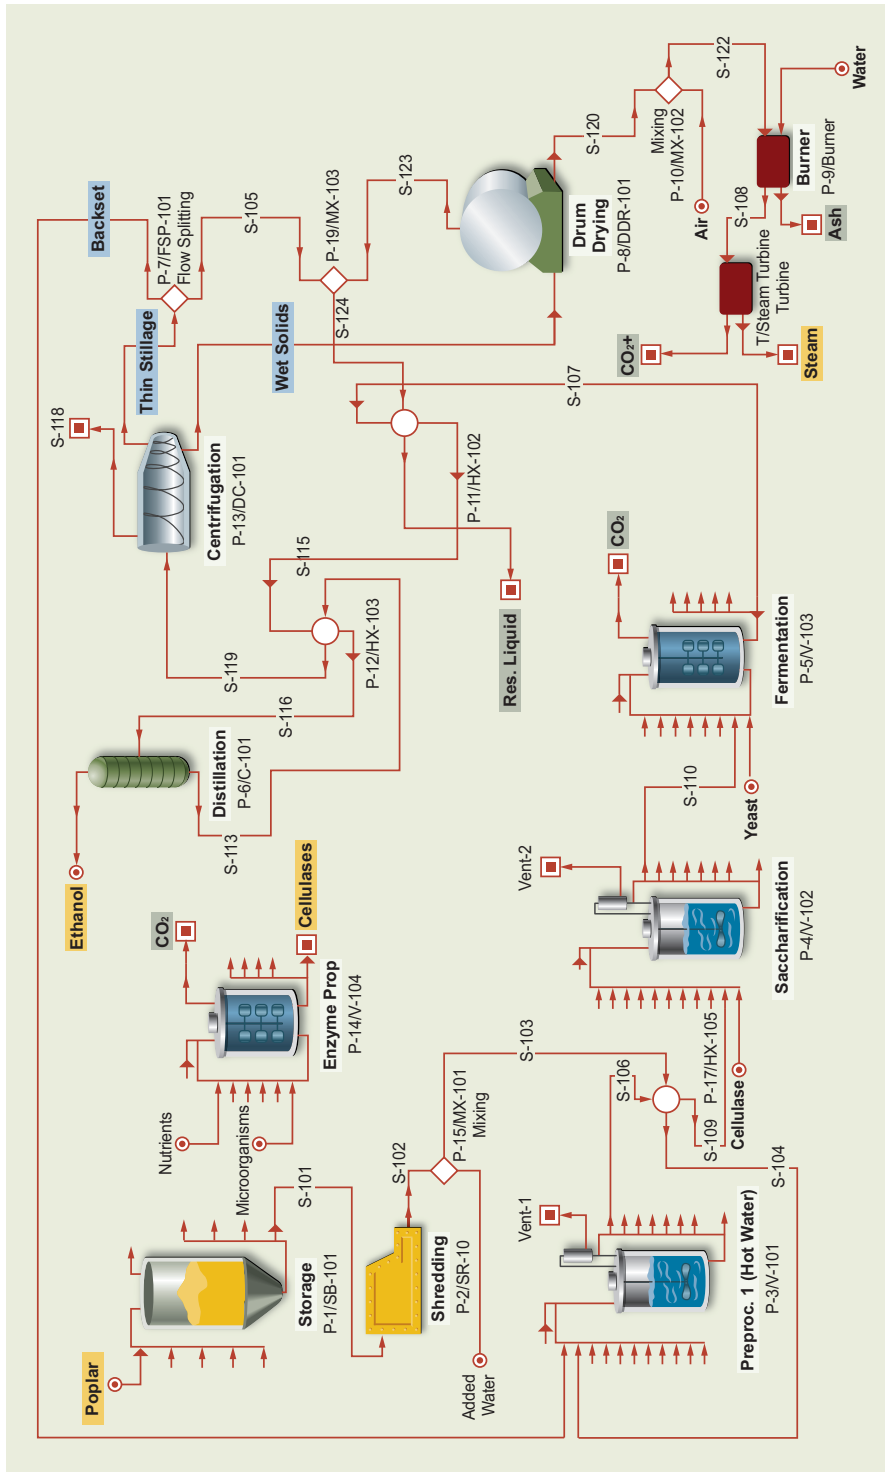 Poplar
Storage
P-1/SB-101
S-101
Nutrients
Microorganisms
CO₂
Cellulases
Enzyme Prop
P-14/V-104
Ethanol
Distillation
P-6/C-101
S-113
S-116
S-119
P-12/HX-103
S-115
S-118
Centrifugation
P-13/DC-101
Thin Stillage
Backset
P-7/FSP-101
Flow Splitting
S-105
Wet Solids
P-19/MX-103
S-124
S-123
P-11/HX-102
S-107
Res. Liquid
Drum
Drying
P-8/DDR-101
S-120
Mixing
P-10/MX-102
S-122
Air
Water
Burner
P-9/Burner
S-108
Ash
T/Steam Turbine
Turbine
CO₂+
Steam
Added
Water
Shredding
P-2/SR-10
S-102
P-15/MX-101
Mixing
S-103
S-106
P-17/HX-105
S-109
S-104
Vent-1
Preproc. 1 (Hot Water)
P-3/V-101
Cellulase
Vent-2
Saccharification
P-4/V-102
S-110
Yeast
CO₂
Fermentation
P-5/V-103